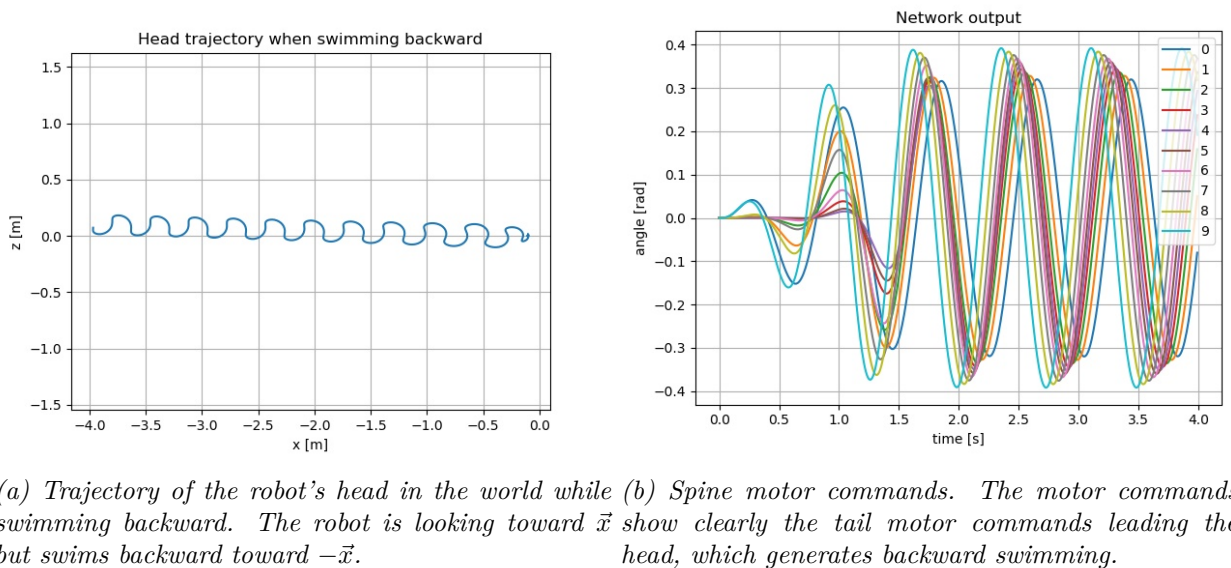 Head trajectory when swimming backward
1.5
1.0
0.5
0.0
−0.5
−1.0
−1.5
z [m]
−4.0 −3.5 −3.0 −2.5 −2.0 −1.5 −1.0 −0.5 0.0
x [m]
Network output
0.4
0.3
0.2
0.1
0.0
−0.1
−0.2
−0.3
−0.4
angle [rad]
0
1
2
3
4
5
6
7
8
9
0.0 0.5 1.0 1.5 2.0 2.5 3.0 3.5 4.0
time [s]
(a) Trajectory of the robot's head in the world while
swimming backward. The robot is looking toward x⃗
but swims backward toward −x⃗.
(b) Spine motor commands. The motor commands
show clearly the tail motor commands leading the
head, which generates backward swimming.